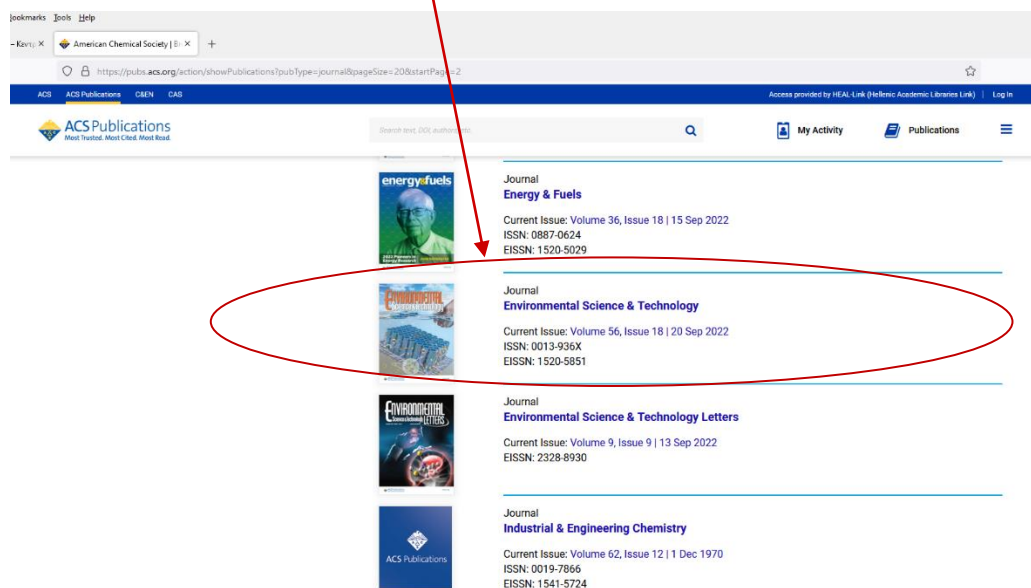 Bookmarks Tools Help
American Chemical Society | Br × +
https://pubs.acs.org/action/showPublications?pubType=journal&pageSize=20&startPage=2
ACS ACS Publications C&EN CAS Access provided by HEAL-Link (Hellenic Academic Libraries Link) | Log In
ACS Publications
Most Trusted. Most Cited. Most Read.
Search text, DOI, authors, etc.
My Activity
Publications
energy&fuels
Journal
Energy & Fuels
Current Issue: Volume 36, Issue 18 | 15 Sep 2022
ISSN: 0887-0624
EISSN: 1520-5029
ENVIRONMENTAL
Journal
Environmental Science & Technology
Current Issue: Volume 56, Issue 18 | 20 Sep 2022
ISSN: 0013-936X
EISSN: 1520-5851
ENVIRONMENTAL
LETTERS
Journal
Environmental Science & Technology Letters
Current Issue: Volume 9, Issue 9 | 13 Sep 2022
EISSN: 2328-8930
ACS Publications
Journal
Industrial & Engineering Chemistry
Current Issue: Volume 62, Issue 12 | 1 Dec 1970
ISSN: 0019-7866
EISSN: 1541-5724